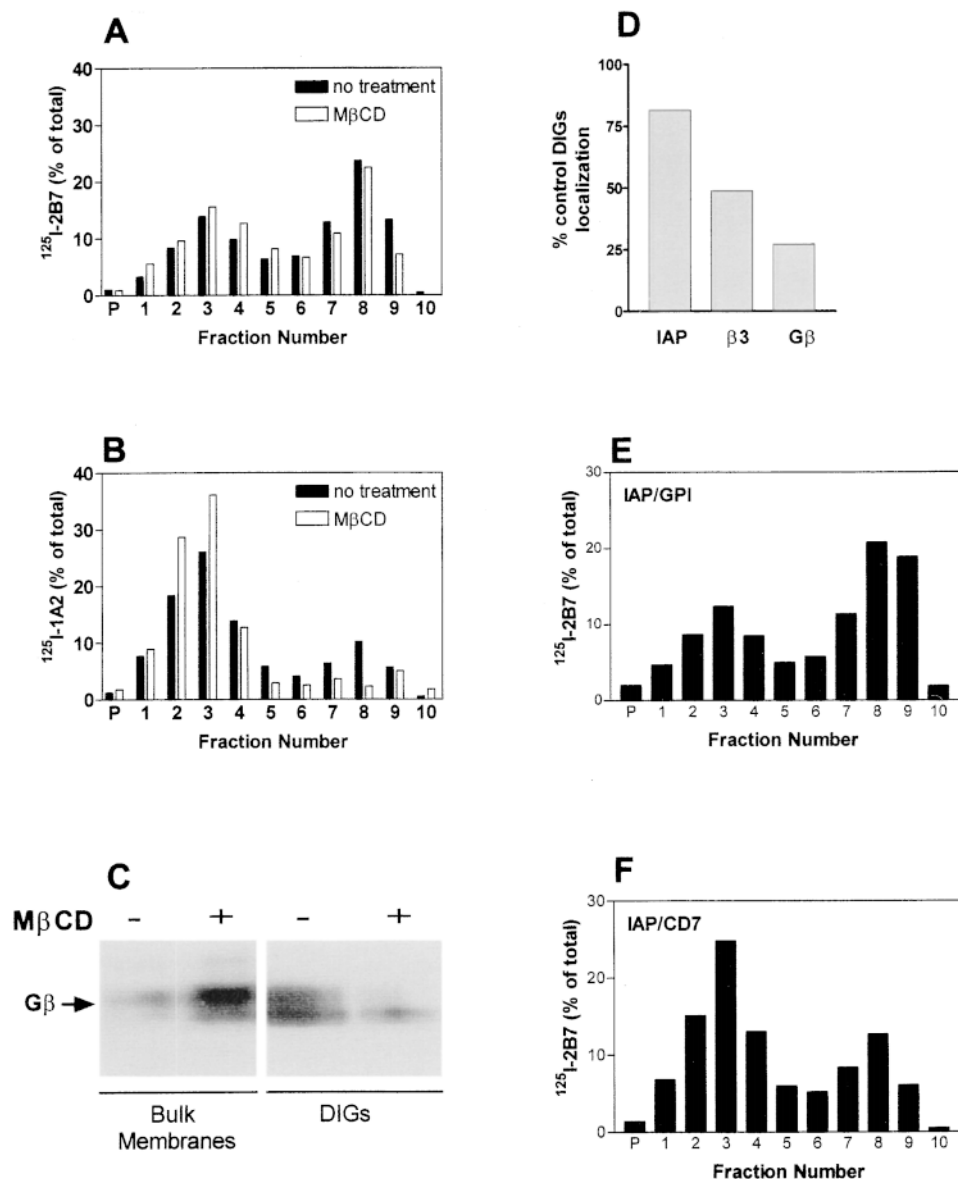 A
40
30
20
10
0
¹²⁵I-2B7 (% of total)
no treatment
MβCD
P 1 2 3 4 5 6 7 8 9 10
Fraction Number
B
40
30
20
10
0
¹²⁵I-1A2 (% of total)
no treatment
MβCD
P 1 2 3 4 5 6 7 8 9 10
Fraction Number
C
MβCD - + - +
Gβ
Bulk
Membranes
DIGs
D
100
75
50
25
0
% control DIGs
localization
IAP β3 Gβ
E
30
20
10
0
¹²⁵I-2B7 (% of total)
IAP/GPI
P 1 2 3 4 5 6 7 8 9 10
Fraction Number
F
30
20
10
0
¹²⁵I-2B7 (% of total)
IAP/CD7
P 1 2 3 4 5 6 7 8 9 10
Fraction Number